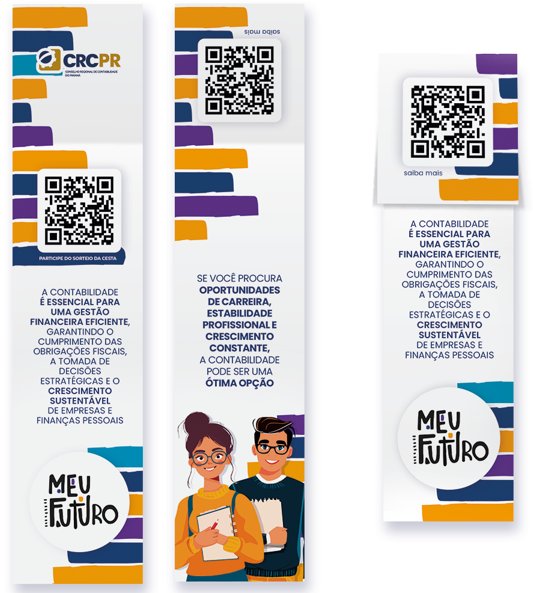 CRCPR
CONSELHO REGIONAL DE CONTABILIDADE
DO PARANÁ
PARTICIPE DO SORTEIO DA CESTA
A CONTABILIDADE
É ESSENCIAL PARA
UMA GESTÃO
FINANCEIRA EFICIENTE,
GARANTINDO O
CUMPRIMENTO DAS
OBRIGAÇÕES FISCAIS,
A TOMADA DE
DECISÕES
ESTRATÉGICAS E O
CRESCIMENTO
SUSTENTÁVEL
DE EMPRESAS E
FINANÇAS PESSOAIS
MEU
FUTURO
saiba mais
SE VOCÊ PROCURA
OPORTUNIDADES
DE CARREIRA,
ESTABILIDADE
PROFISSIONAL E
CRESCIMENTO
CONSTANTE,
A CONTABILIDADE
PODE SER UMA
ÓTIMA OPÇÃO
saiba mais
A CONTABILIDADE
É ESSENCIAL PARA
UMA GESTÃO
FINANCEIRA EFICIENTE,
GARANTINDO O
CUMPRIMENTO DAS
OBRIGAÇÕES FISCAIS,
A TOMADA DE
DECISÕES
ESTRATÉGICAS E O
CRESCIMENTO
SUSTENTÁVEL
DE EMPRESAS E
FINANÇAS PESSOAIS
MEU
FUTURO